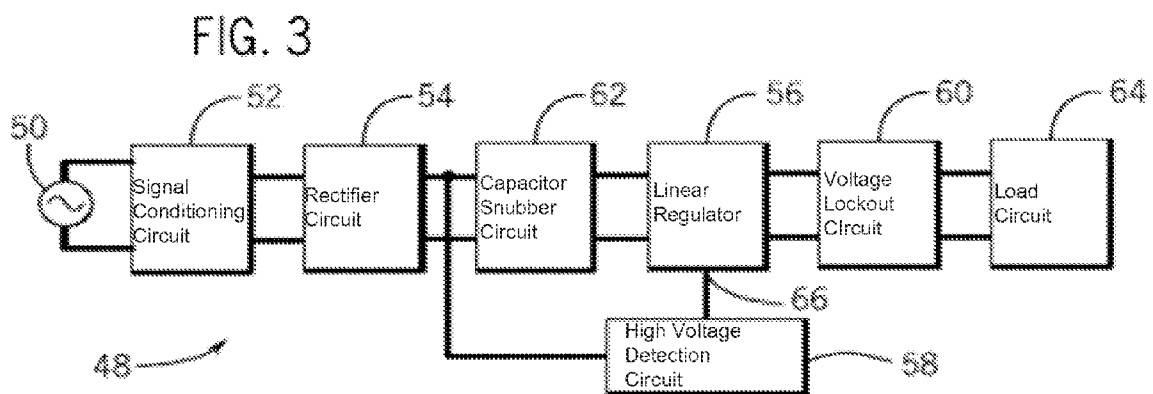 FIG. 3
52
54
62
56
60
64
50
Signal
Conditioning
Circuit
Rectifier
Circuit
Capacitor
Snubber
Circuit
Linear
Regulator
Voltage
Lockout
CIrcuit
Load
Circuit
66
High Voltage
Detection
Circuit
58
48